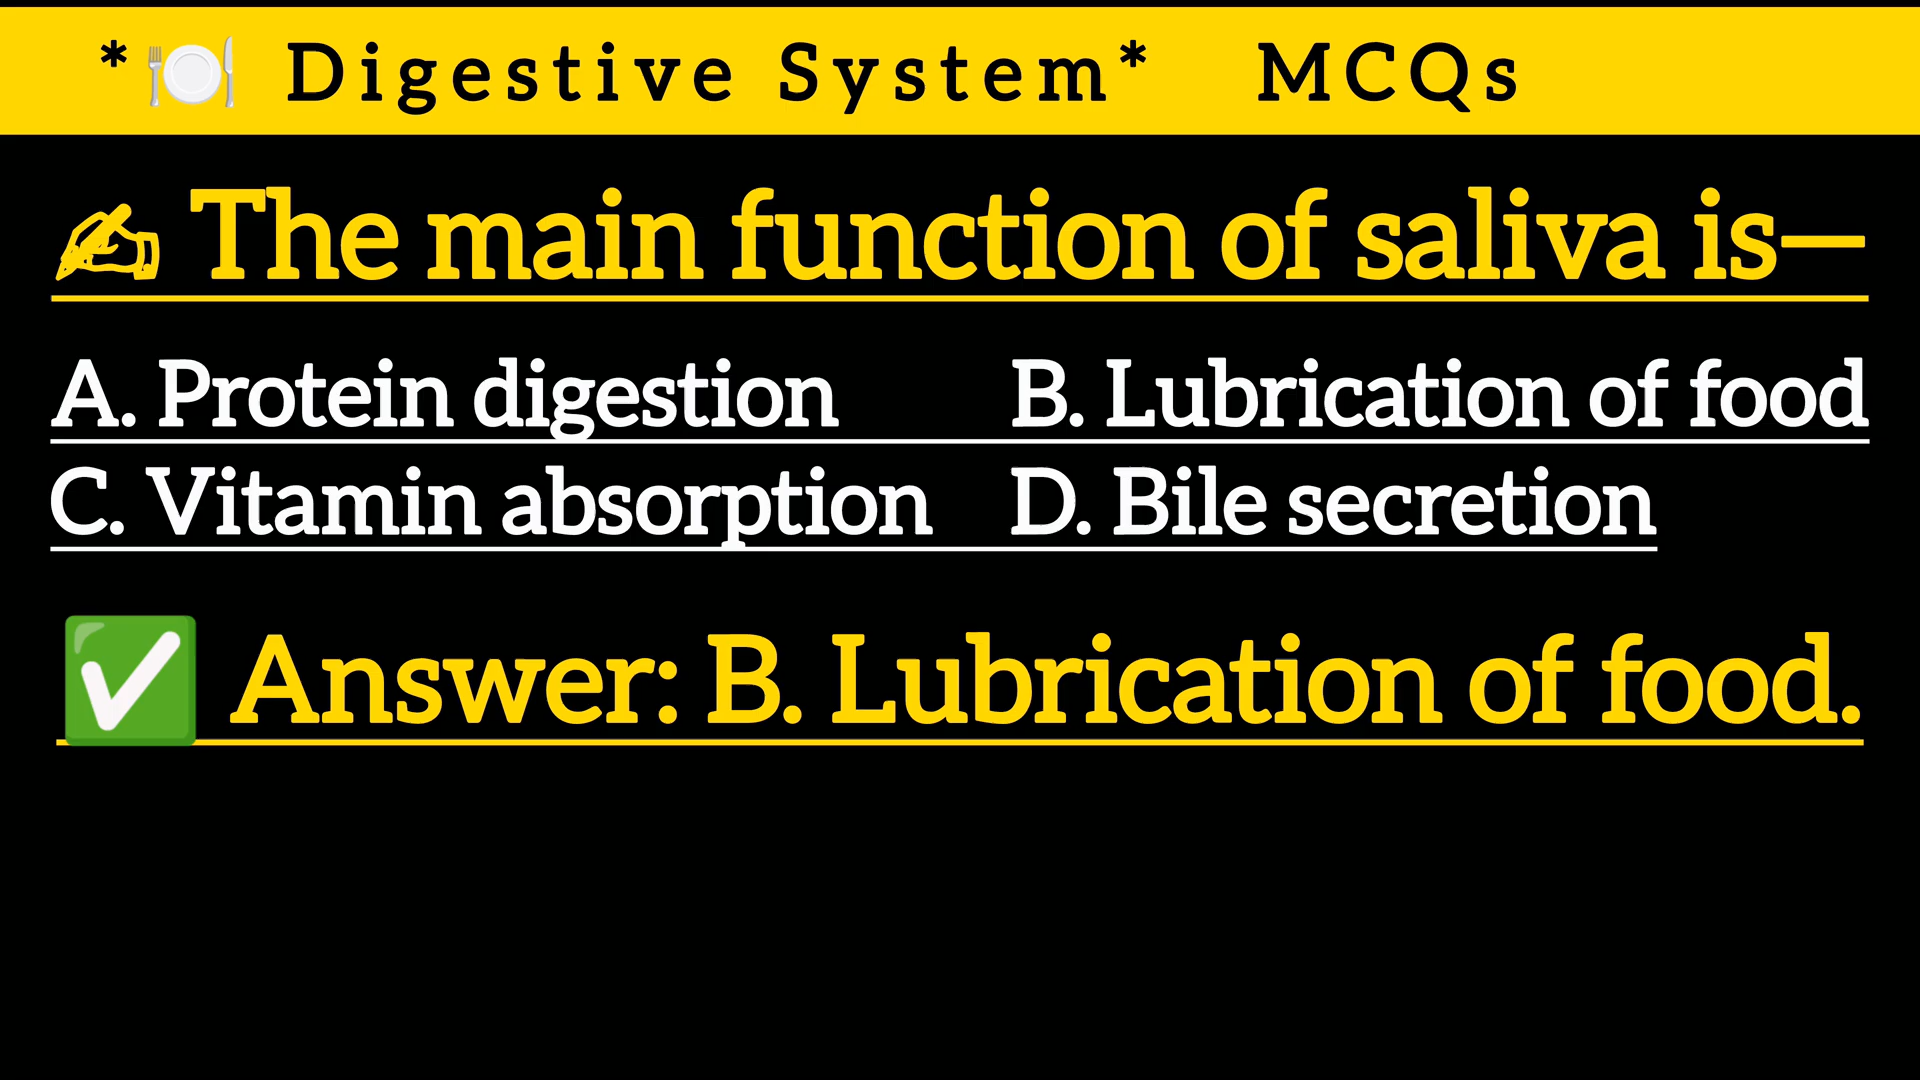 *🍽️ Digestive System* MCQs
✍ The main function of saliva is—
A. Protein digestion B. Lubrication of food
C. Vitamin absorption D. Bile secretion
✅ Answer: B. Lubrication of food.